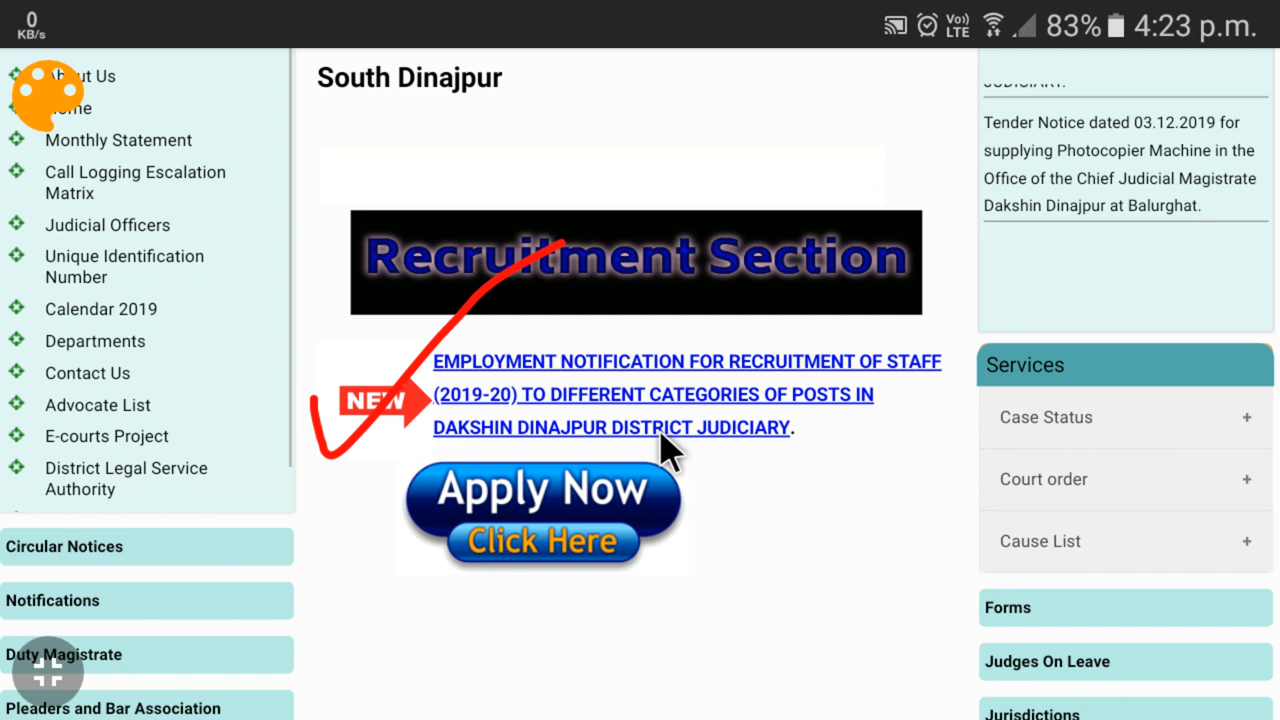 0
KB/s
Vo))
LTE
83%
4:23 p.m.
About Us
Home
Monthly Statement
Call Logging Escalation
Matrix
Judicial Officers
Unique Identification
Number
Calendar 2019
Departments
Contact Us
Advocate List
E-courts Project
District Legal Service
Authority
Circular Notices
Notifications
Duty Magistrate
Pleaders and Bar Association
South Dinajpur
Recruitment Section
NEW
EMPLOYMENT NOTIFICATION FOR RECRUITMENT OF STAFF
(2019-20) TO DIFFERENT CATEGORIES OF POSTS IN
DAKSHIN DINAJPUR DISTRICT JUDICIARY.
Apply Now
Click Here
JUDICIARY.
Tender Notice dated 03.12.2019 for
supplying Photocopier Machine in the
Office of the Chief Judicial Magistrate
Dakshin Dinajpur at Balurghat.
Services
Case Status +
Court order +
Cause List +
Forms
Judges On Leave
Jurisdictions